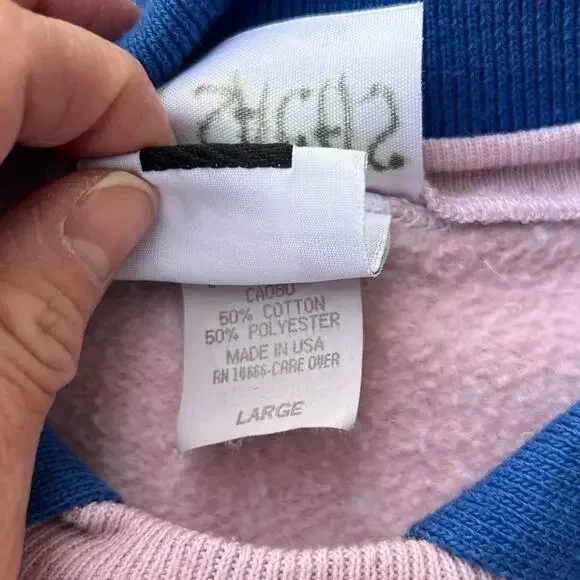 CA080
50% COTTON
50% POLYESTER
MADE IN USA
RN 14666-CARE OVER
LARGE